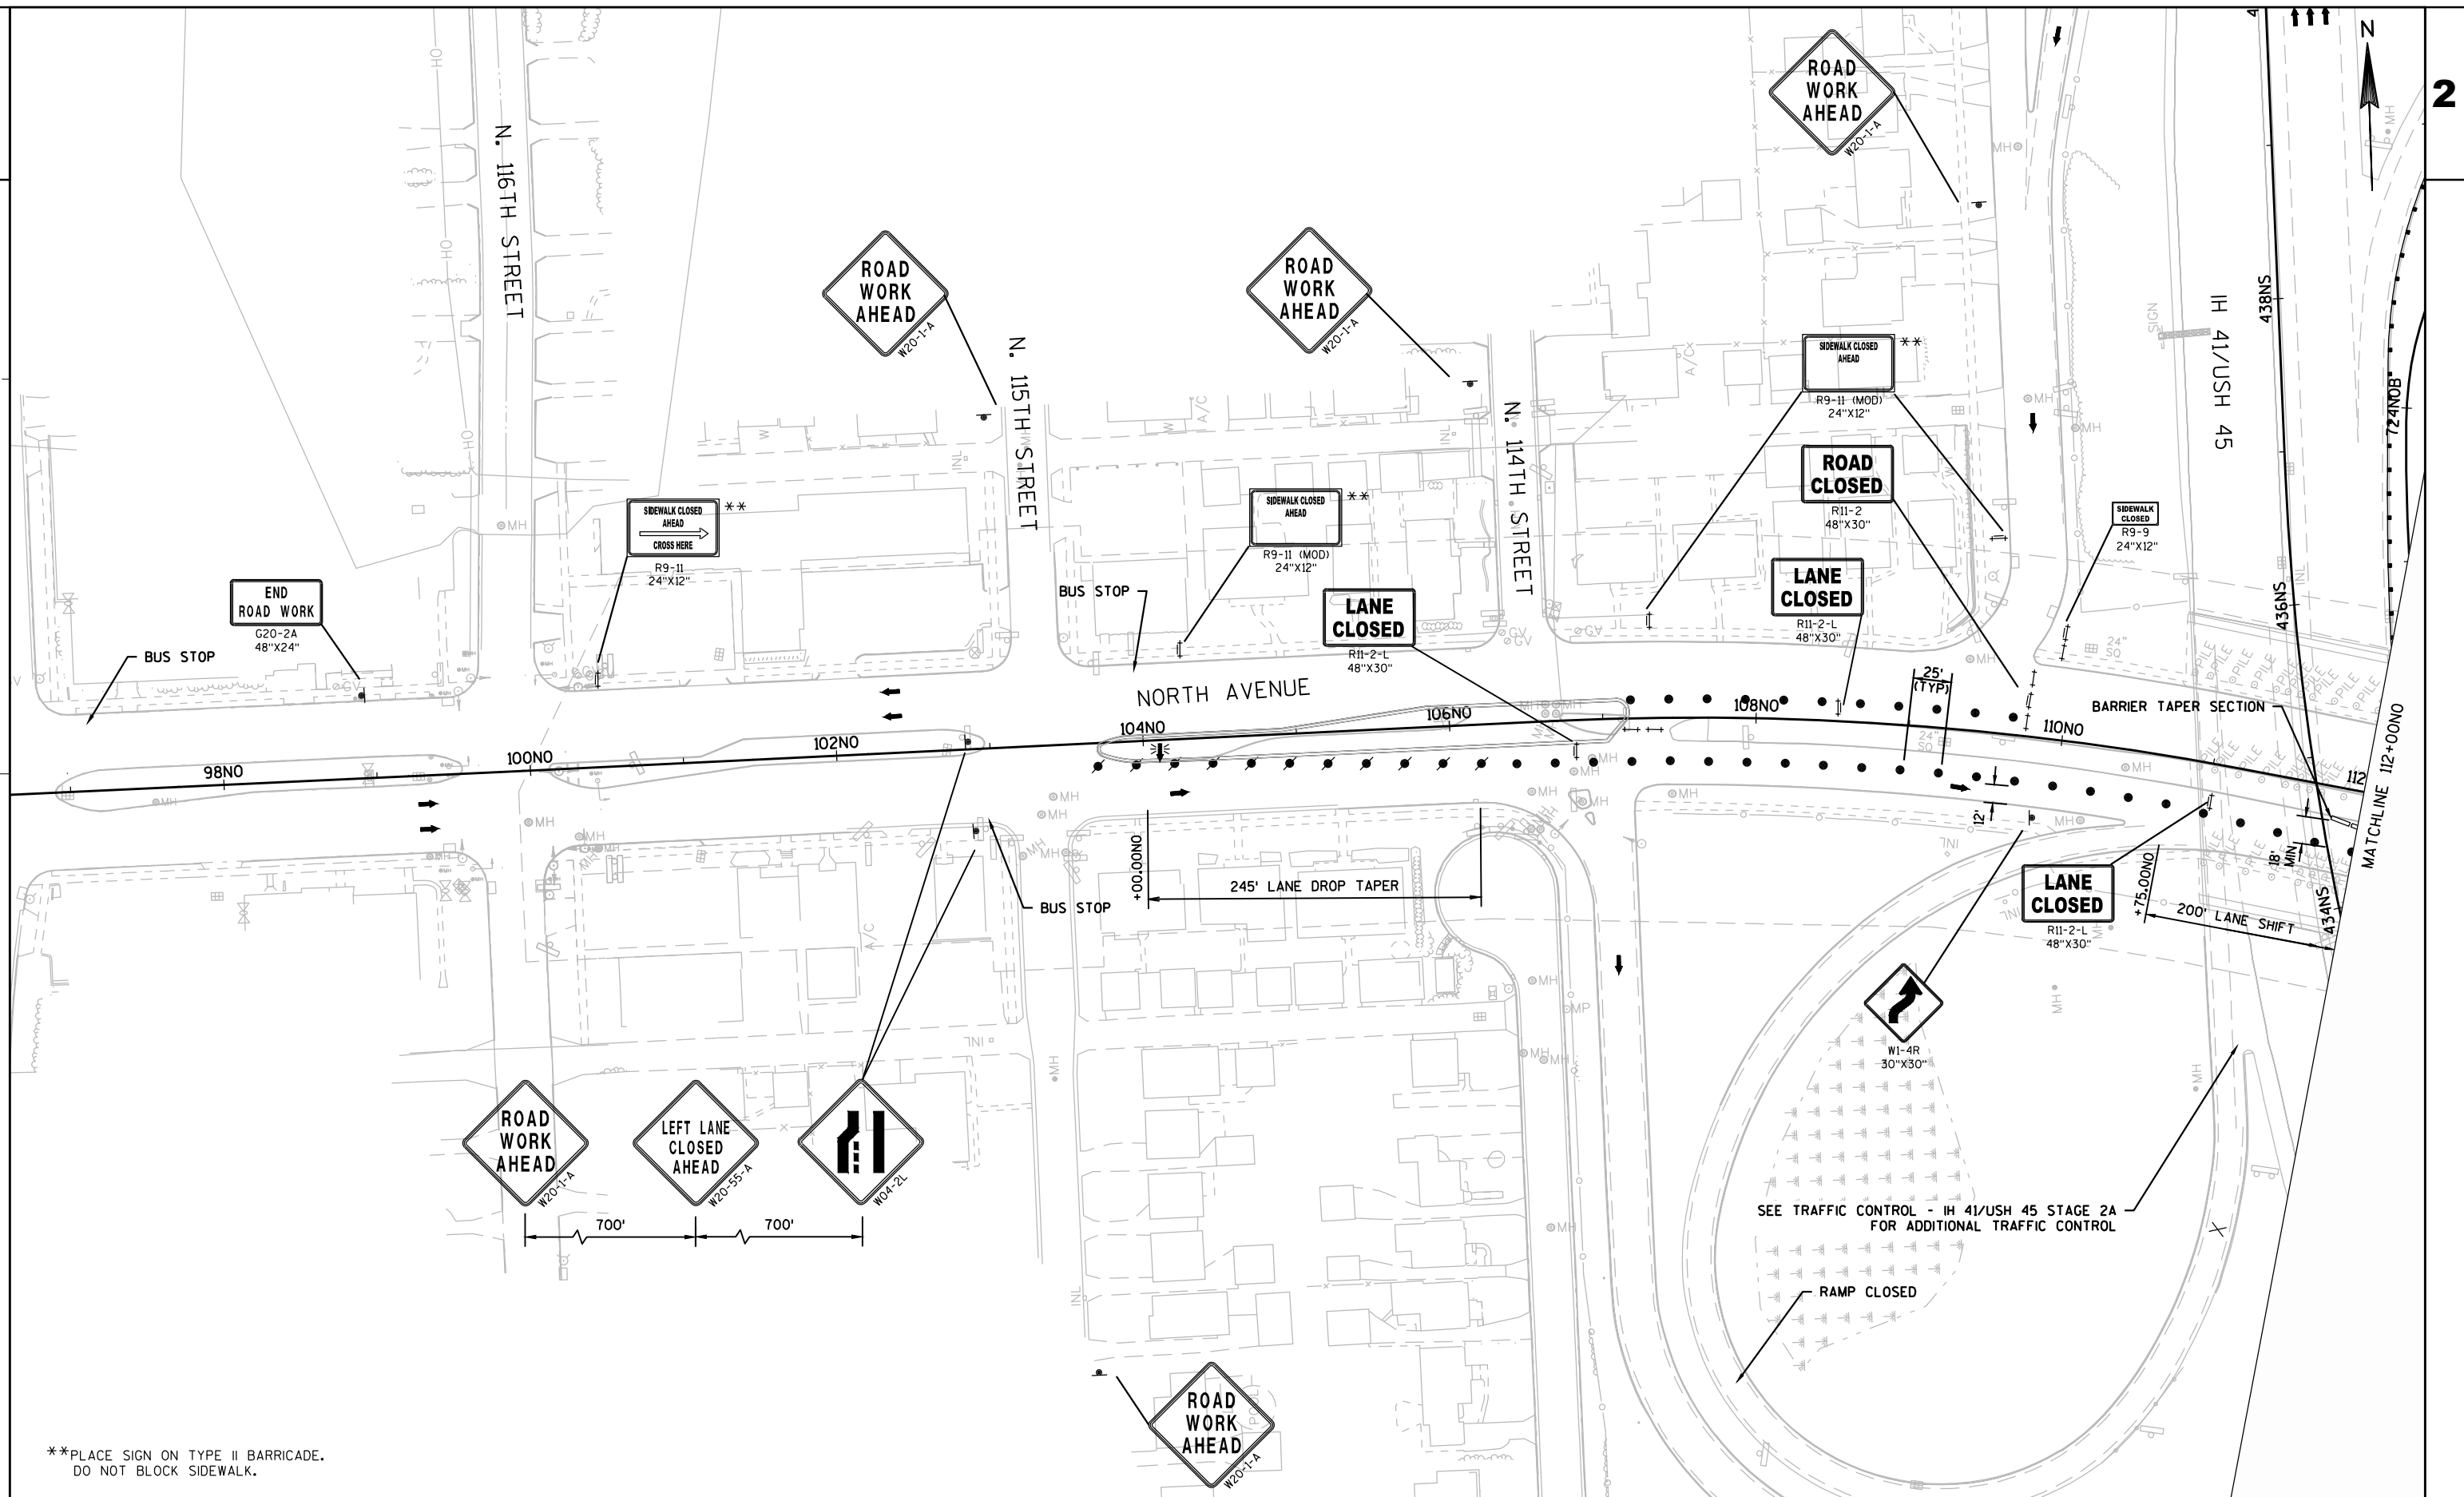 2
N
ROAD
WORK
AHEAD
W20-1-A
N. 116TH STREET
ROAD
WORK
AHEAD
W20-1-A
ROAD
WORK
AHEAD
W20-1-A
N. 115TH STREET
N. 114TH STREET
IH 41/USH 45
438NS
436NS
434NS
724NOB
SIGN
SIDEWALK CLOSED
AHEAD
**
R9-11 (MOD)
24"X12"
ROAD
CLOSED
R11-2
48"X30"
SIDEWALK
CLOSED
R9-9
24"X12"
SIDEWALK CLOSED
AHEAD
CROSS HERE
**
R9-11
24"X12"
SIDEWALK CLOSED
AHEAD
**
R9-11 (MOD)
24"X12"
LANE
CLOSED
R11-2-L
48"X30"
LANE
CLOSED
R11-2-L
48"X30"
END
ROAD WORK
G20-2A
48"X24"
BUS STOP
BUS STOP
NORTH AVENUE
25'
(TYP)
BARRIER TAPER SECTION
24"
SQ
24"
SQ
98NO
100NO
102NO
104NO
106NO
108NO
110NO
112
MATCHLINE 112+00NO
12'
18'
MIN
+00.00NO
245' LANE DROP TAPER
BUS STOP
LANE
CLOSED
R11-2-L
48"X30"
+75.00NO
200' LANE SHIFT
W1-4R
30"X30"
ROAD
WORK
AHEAD
W20-1-A
LEFT LANE
CLOSED
AHEAD
W20-55-A
W04-2L
700'
700'
SEE TRAFFIC CONTROL - IH 41/USH 45 STAGE 2A
FOR ADDITIONAL TRAFFIC CONTROL
RAMP CLOSED
ROAD
WORK
AHEAD
W20-1-A
**PLACE SIGN ON TYPE II BARRICADE.
DO NOT BLOCK SIDEWALK.